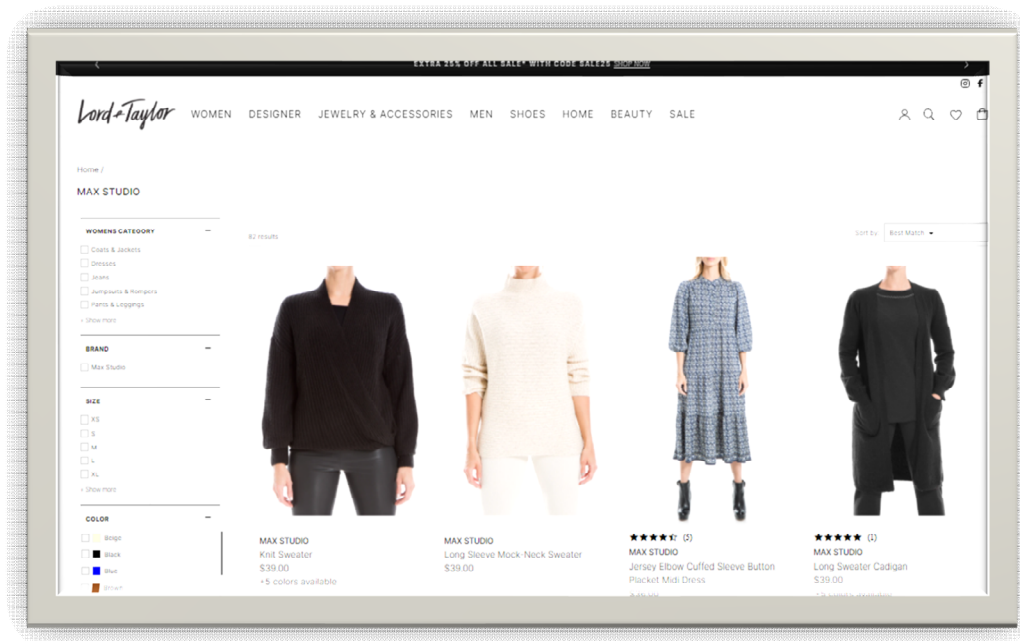 EXTRA 25% OFF ALL SALE* WITH CODE SALE25 SHOP NOW
Lord & Taylor
WOMEN DESIGNER JEWELRY & ACCESSORIES MEN SHOES HOME BEAUTY SALE
Home /
MAX STUDIO
WOMENS CATEGORY
82 results
Sort by Best Match
Coats & Jackets
Dresses
Jeans
Jumpsuits & Rompers
Pants & Leggings
+ Show more
BRAND
Max Studio
SIZE
XS
S
M
L
XL
+ Show more
COLOR
Beige
Black
Blue
Brown
MAX STUDIO
Knit Sweater
$39.00
+5 colors available
MAX STUDIO
Long Sleeve Mock-Neck Sweater
$39.00
(3)
MAX STUDIO
Jersey Elbow Cuffed Sleeve Button
Placket Midi Dress
(1)
MAX STUDIO
Long Sweater Cadigan
$39.00